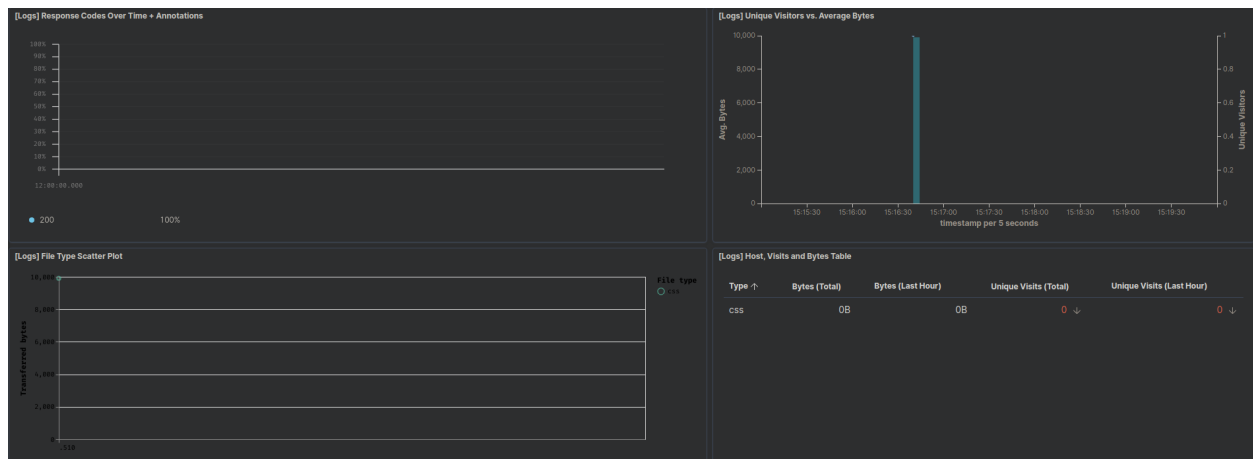 [Logs] Response Codes Over Time + Annotations
100%
90%
80%
70%
60%
50%
40%
30%
20%
10%
0%
12:00:00.000
200 100%
[Logs] Unique Visitors vs. Average Bytes
10,000
8,000
6,000
4,000
2,000
0
Avg. Bytes
1
0.8
0.6
0.4
0.2
0
Unique Visitors
15:15:30 15:16:00 15:16:30 15:17:00 15:17:30 15:18:00 15:18:30 15:19:00 15:19:30
timestamp per 5 seconds
[Logs] File Type Scatter Plot
10,000
8,000
6,000
4,000
2,000
0
Transferred bytes
File type
css
[Logs] Host, Visits and Bytes Table
Type ↑ Bytes (Total) Bytes (Last Hour) Unique Visits (Total) Unique Visits (Last Hour)
css 0B 0B 0 ↓ 0 ↓